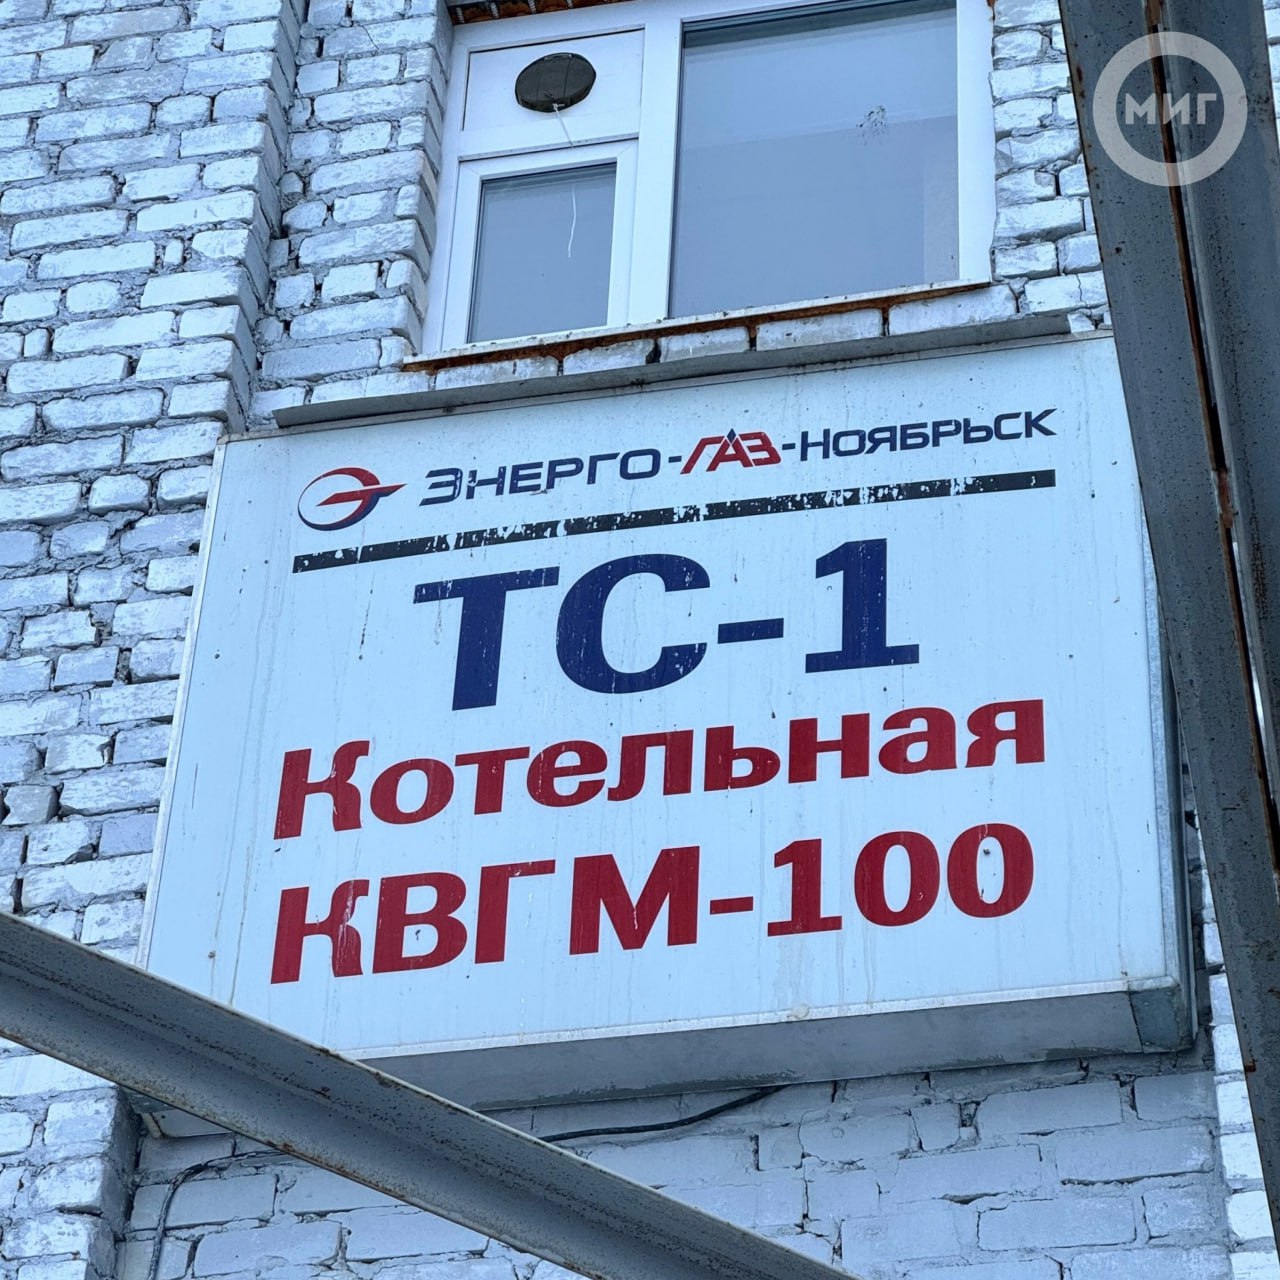 МИГ
ЭНЕРГО-ГАЗ-НОЯБРЬСК
ТС-1
Котельная
КВГМ-100